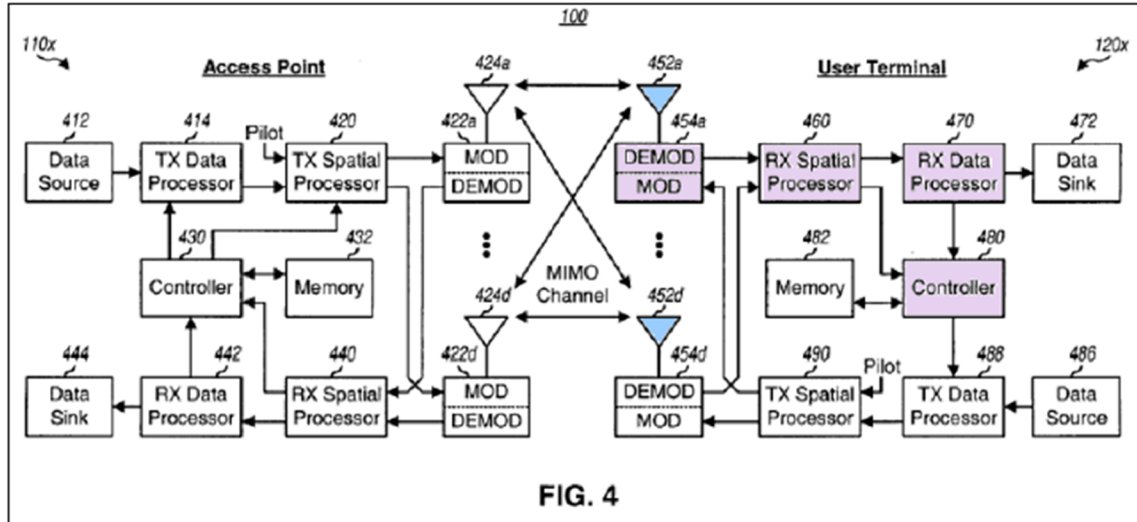 100
110x
120x
Access Point
424a
452a
User Terminal
412
414
420
422a
454a
460
470
472
Pilot
Data
Source
TX Data
Processor
TX Spatial
Processor
MOD
DEMOD
DEMOD
MOD
RX Spatial
Processor
RX Data
Processor
Data
Sink
430
432
482
480
Controller
Memory
MIMO
Channel
Memory
Controller
424d
452d
444
442
440
422d
454d
490
Pilot
488
486
Data
Sink
RX Data
Processor
RX Spatial
Processor
MOD
DEMOD
DEMOD
MOD
TX Spatial
Processor
TX Data
Processor
Data
Source
FIG. 4